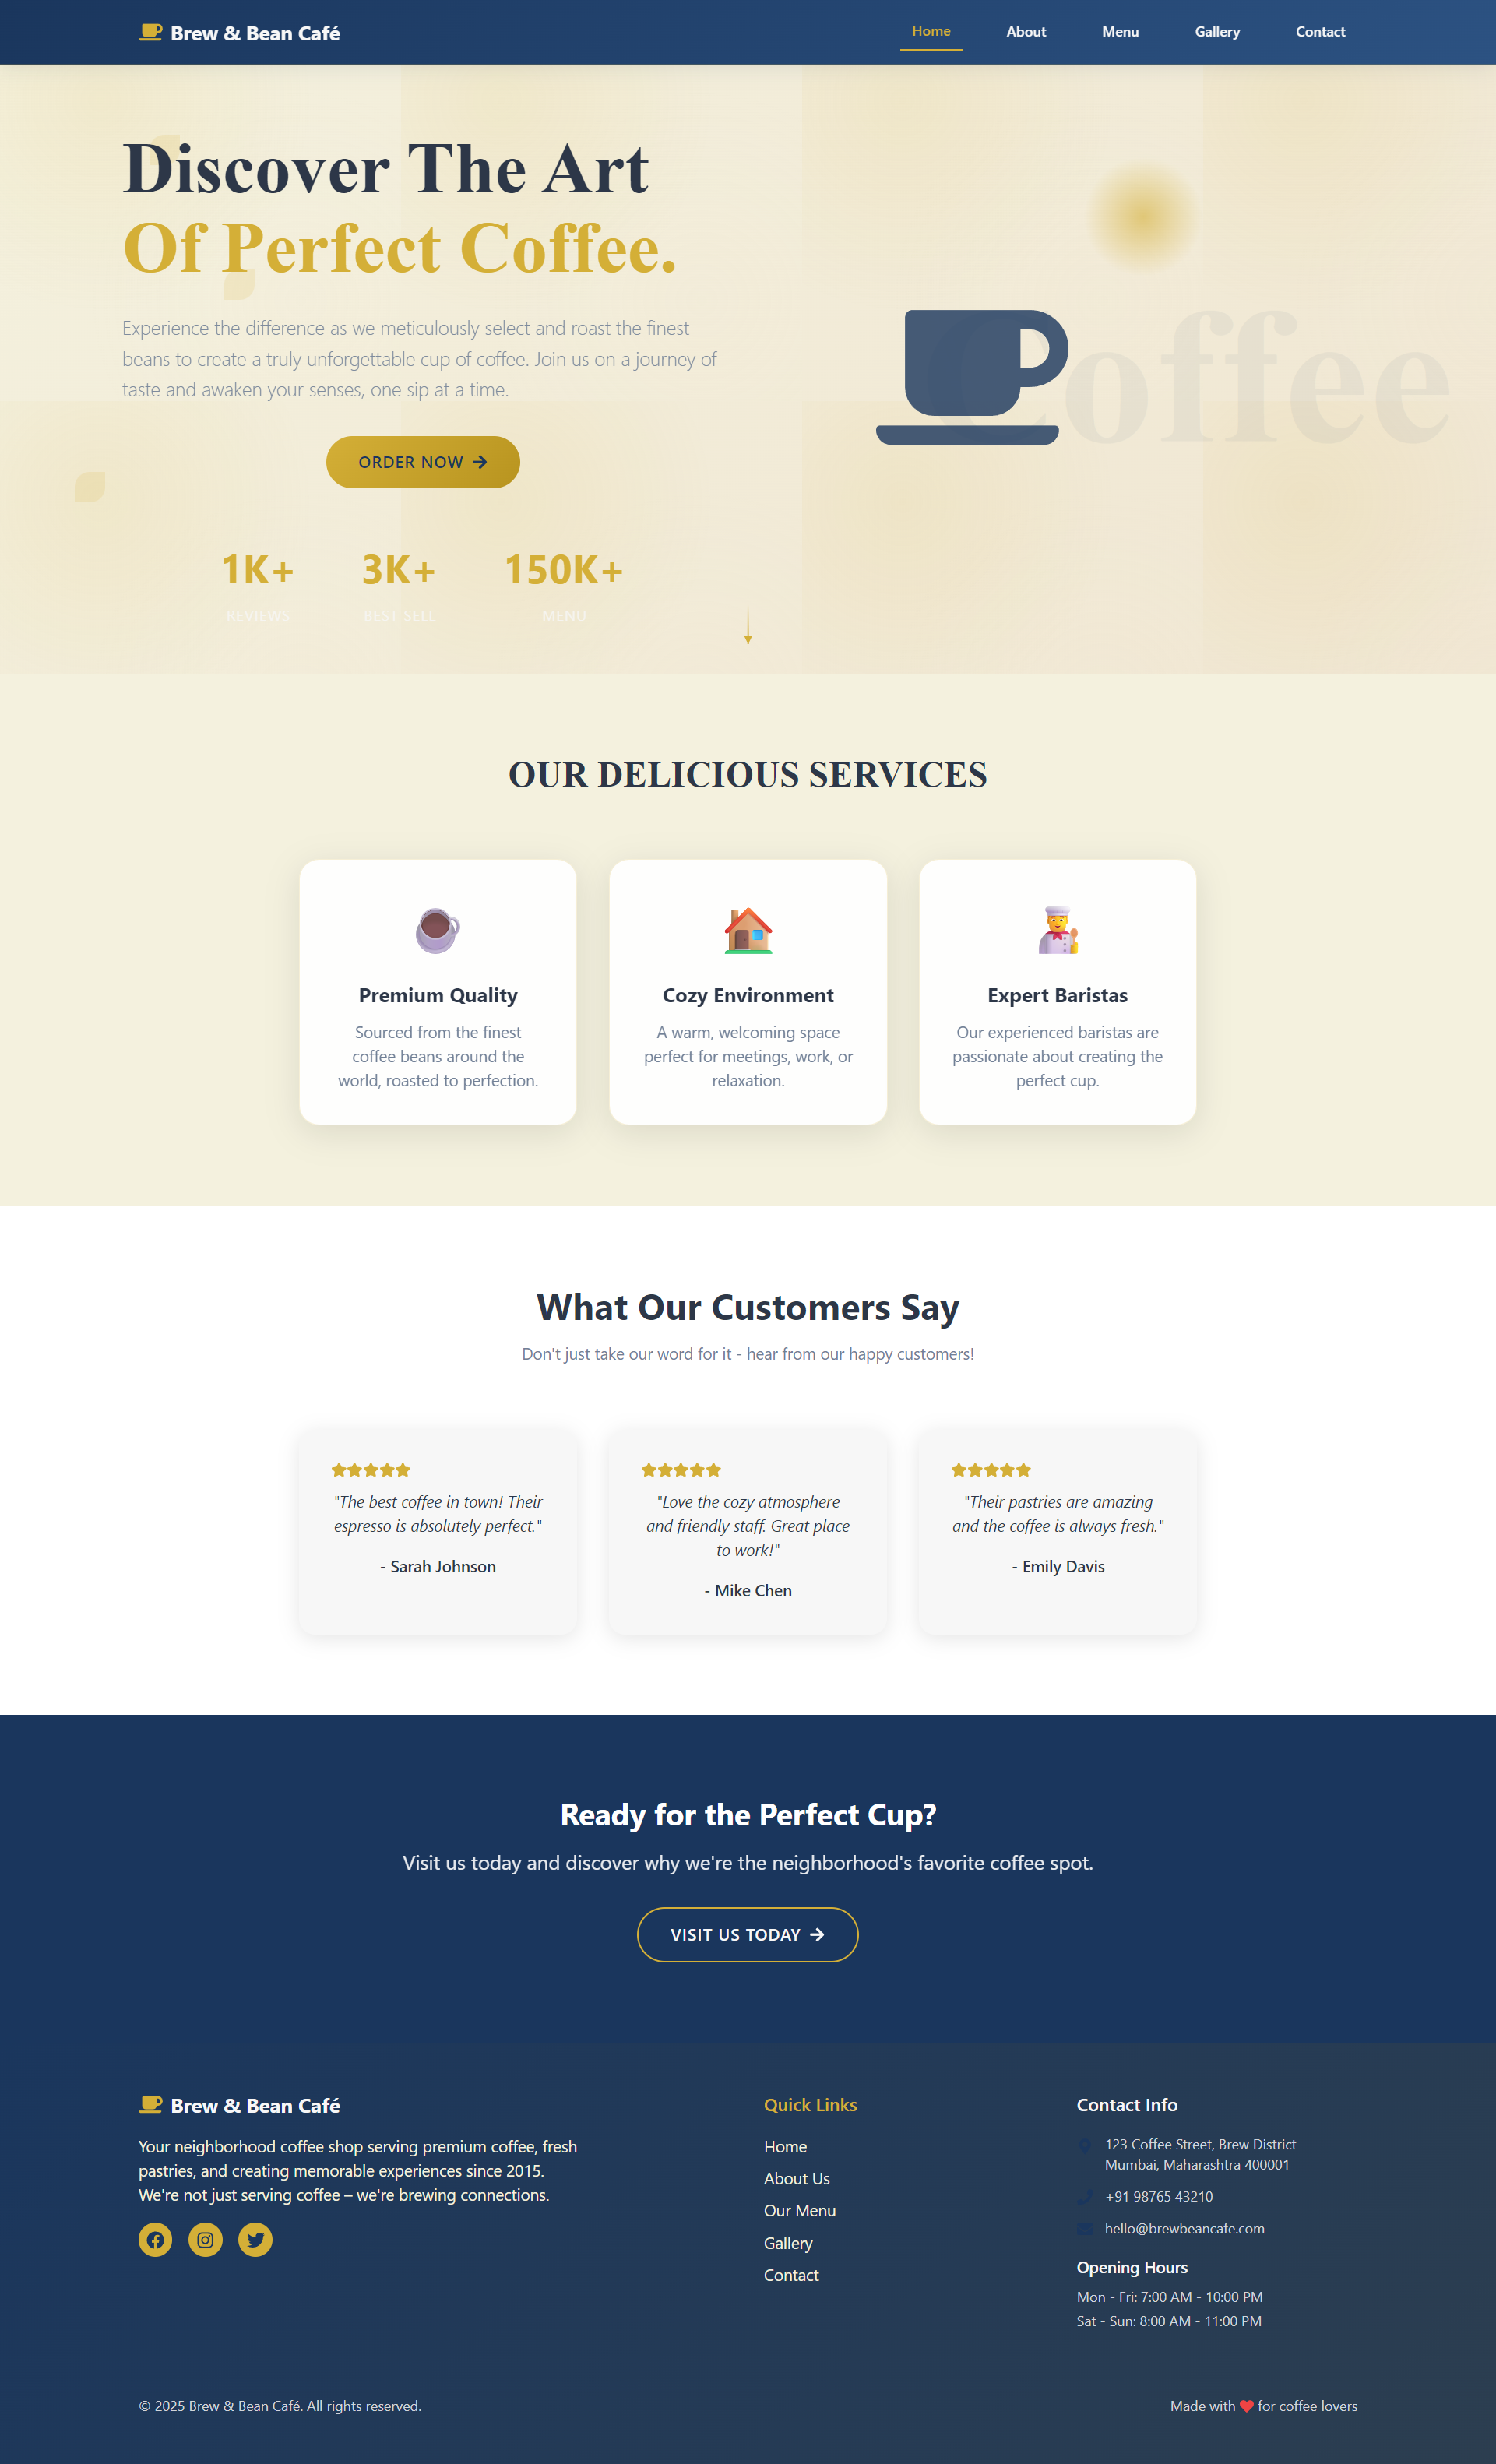 Brew & Bean Café
Home
About
Menu
Gallery
Contact
Discover The Art
Of Perfect Coffee.
Experience the difference as we meticulously select and roast the finest
beans to create a truly unforgettable cup of coffee. Join us on a journey of
taste and awaken your senses, one sip at a time.
Coffee
ORDER NOW
1K+
REVIEWS
3K+
BEST SELL
150K+
MENU
OUR DELICIOUS SERVICES
Premium Quality
Sourced from the finest
coffee beans around the
world, roasted to perfection.
Cozy Environment
A warm, welcoming space
perfect for meetings, work, or
relaxation.
Expert Baristas
Our experienced baristas are
passionate about creating the
perfect cup.
What Our Customers Say
Don't just take our word for it - hear from our happy customers!
"The best coffee in town! Their
espresso is absolutely perfect."
- Sarah Johnson
"Love the cozy atmosphere
and friendly staff. Great place
to work!"
- Mike Chen
"Their pastries are amazing
and the coffee is always fresh."
- Emily Davis
Ready for the Perfect Cup?
Visit us today and discover why we're the neighborhood's favorite coffee spot.
VISIT US TODAY
Brew & Bean Café
Your neighborhood coffee shop serving premium coffee, fresh
pastries, and creating memorable experiences since 2015.
We're not just serving coffee – we're brewing connections.
Quick Links
Home
About Us
Our Menu
Gallery
Contact
Contact Info
123 Coffee Street, Brew District
Mumbai, Maharashtra 400001
+91 98765 43210
hello@brewbeancafe.com
Opening Hours
Mon - Fri: 7:00 AM - 10:00 PM
Sat - Sun: 8:00 AM - 11:00 PM
© 2025 Brew & Bean Café. All rights reserved.
Made with ❤ for coffee lovers